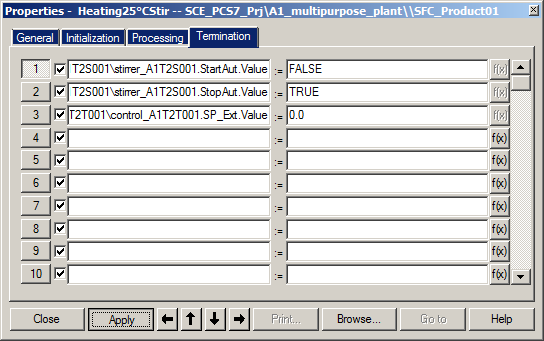 Properties - Heating25°CStir -- SCE_PCS7_Prj\A1_multipurpose_plant\\SFC_Product01
General Initialization Processing Termination
1 T2S001\stirrer_A1T2S001.StartAut.Value := FALSE f(x)
2 T2S001\stirrer_A1T2S001.StopAut.Value := TRUE f(x)
3 T2T001\control_A1T2T001.SP_Ext.Value := 0.0 f(x)
4 := f(x)
5 := f(x)
6 := f(x)
7 := f(x)
8 := f(x)
9 := f(x)
10 := f(x)
Close Apply Print... Browse... Go to Help